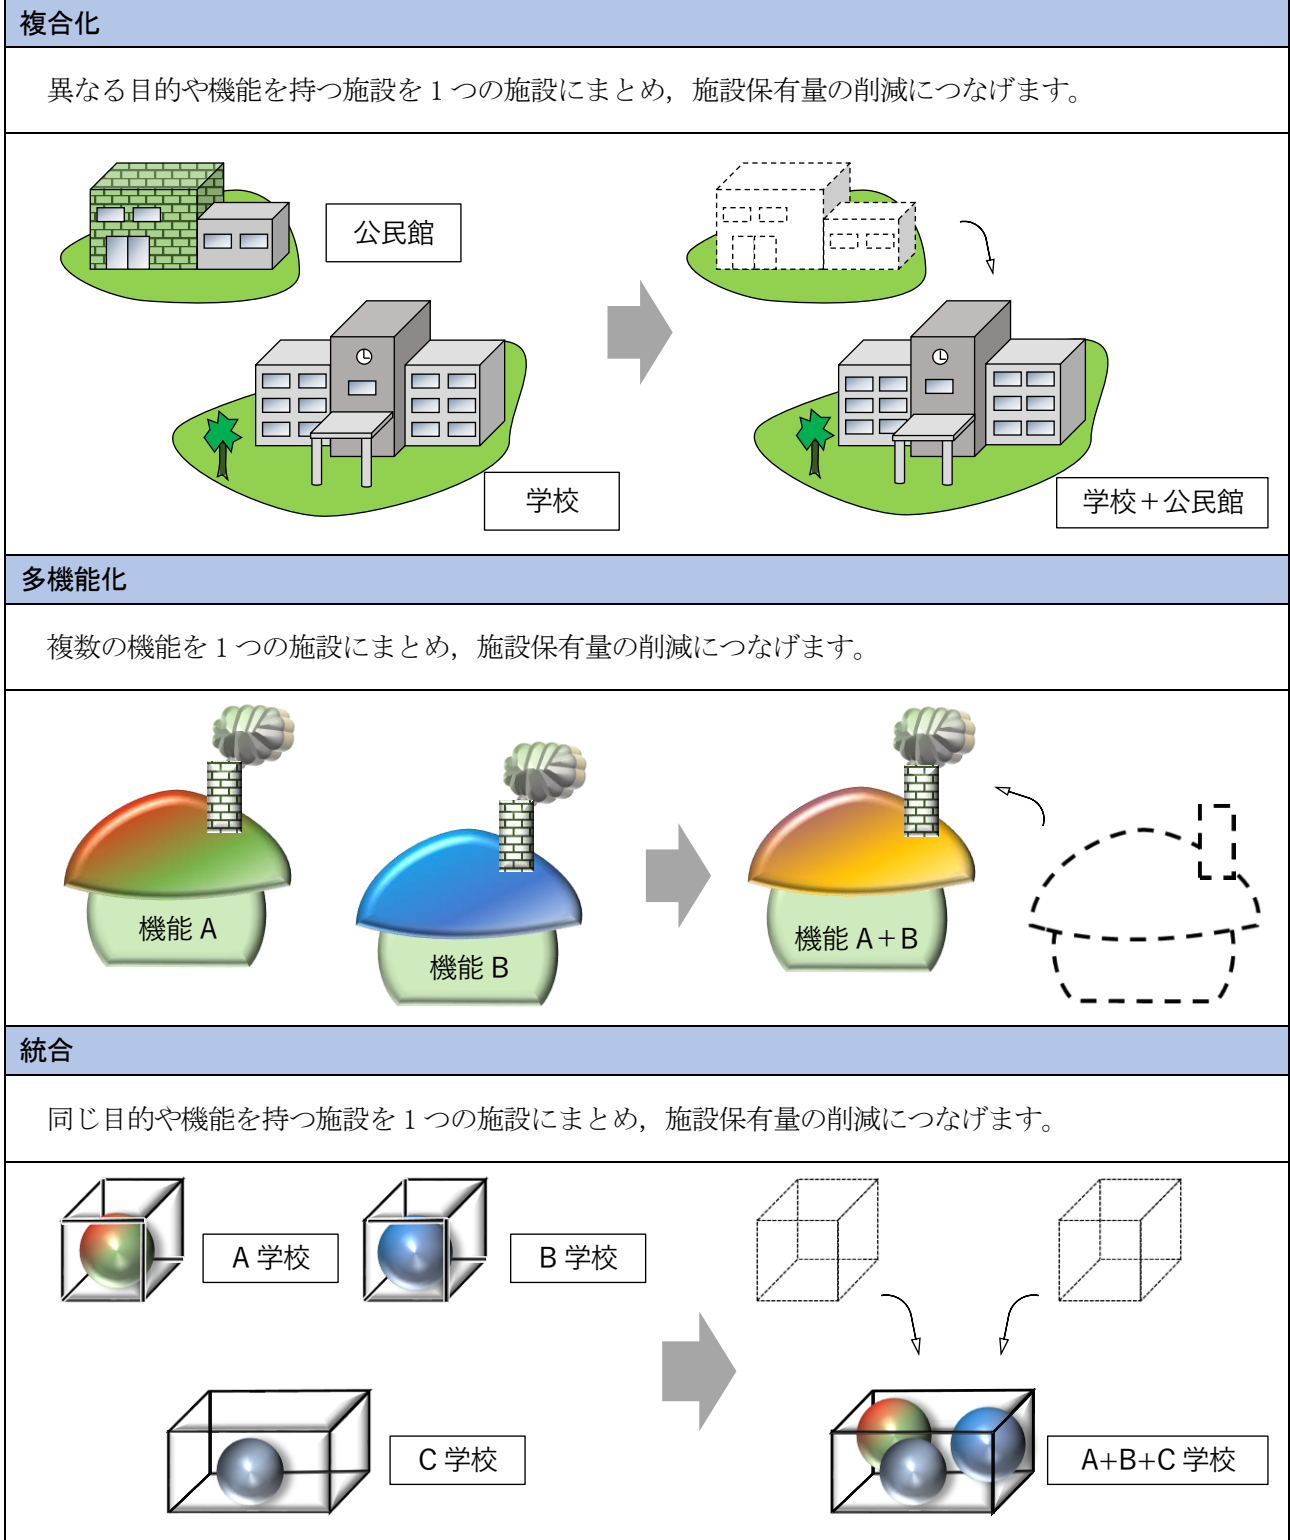 複合化
異なる目的や機能を持つ施設を1つの施設にまとめ，施設保有量の削減につなげます。
公民館
学校
学校＋公民館
多機能化
複数の機能を1つの施設にまとめ，施設保有量の削減につなげます。
機能 A
機能 B
機能 A＋B
統合
同じ目的や機能を持つ施設を1つの施設にまとめ，施設保有量の削減につなげます。
A 学校
B 学校
C 学校
A+B+C 学校